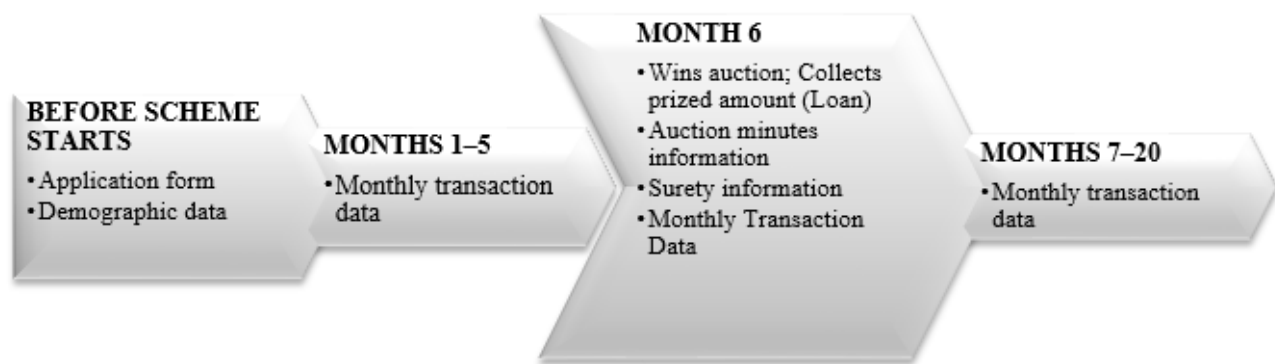 BEFORE SCHEME
STARTS
•Application form
•Demographic data
MONTHS 1–5
•Monthly transaction
data
MONTH 6
•Wins auction; Collects
prized amount (Loan)
•Auction minutes
information
•Surety information
•Monthly Transaction
Data
MONTHS 7–20
•Monthly transaction
data